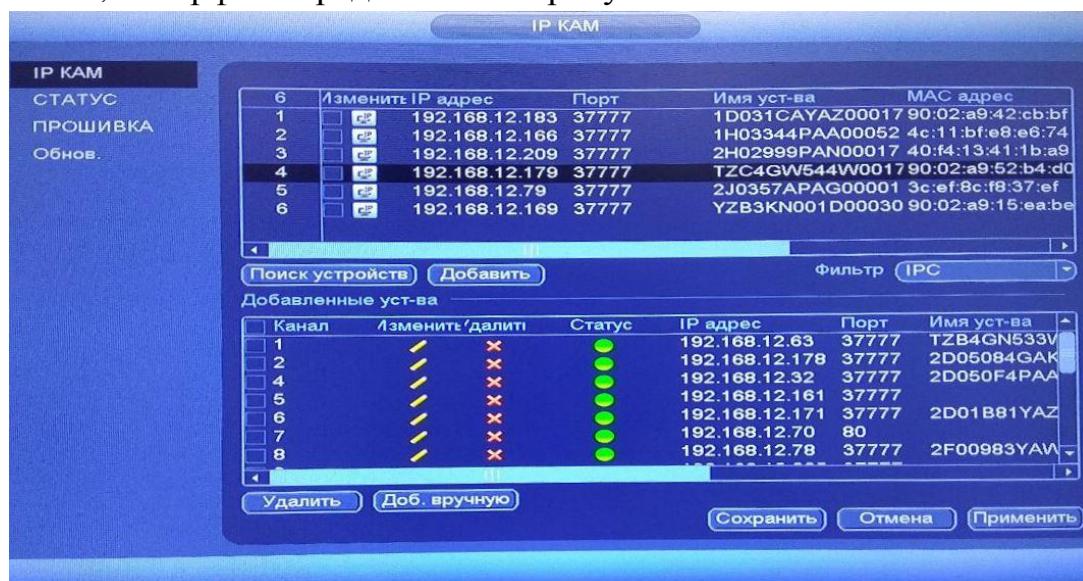 IP КАМ
IP КАМ
СТАТУС
ПРОШИВКА
Обнов.
6 Изменить IP адрес Порт Имя уст-ва MAC адрес
1 192.168.12.183 37777 1D031CAYAZ00017 90:02:a9:42:cb:bf
2 192.168.12.166 37777 1H03344PAA00052 4c:11:bf:e8:e6:74
3 192.168.12.209 37777 2H02999PAN00017 40:f4:13:41:1b:a9
4 192.168.12.179 37777 TZC4GW544W0017 90:02:a9:52:b4:d0
5 192.168.12.79 37777 2J0357APAG00001 3c:ef:8c:f8:37:ef
6 192.168.12.169 37777 YZB3KN001D00030 90:02:a9:15:ea:be
Поиск устройств Добавить Фильтр IPC
Добавленные уст-ва
Канал Изменить Удалить Статус IP адрес Порт Имя уст-ва
1 192.168.12.63 37777 TZB4GN533V
2 192.168.12.178 37777 2D05084GAK
4 192.168.12.32 37777 2D050F4PAA
5 192.168.12.161 37777
6 192.168.12.171 37777 2D01B81YAZ
7 192.168.12.70 80
8 192.168.12.78 37777 2F00983YAW
Удалить Доб. вручную
Сохранить Отмена Применить